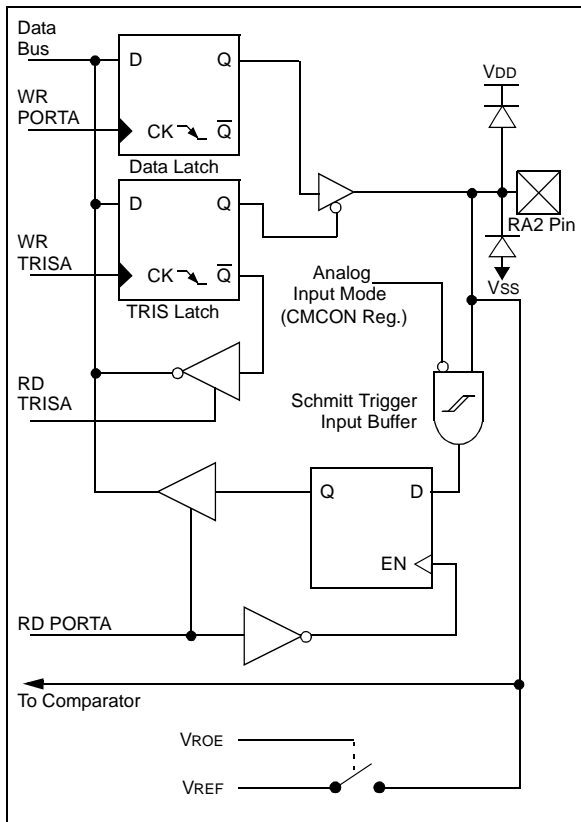 Data
Bus
D
Q
VDD
WR
PORTA
CK
Q
Data Latch
RA2 Pin
D
Q
WR
TRISA
CK
Q
TRIS Latch
VSS
Analog
Input Mode
(CMCON Reg.)
RD
TRISA
Schmitt Trigger
Input Buffer
Q
D
EN
RD PORTA
To Comparator
VROE
VREF